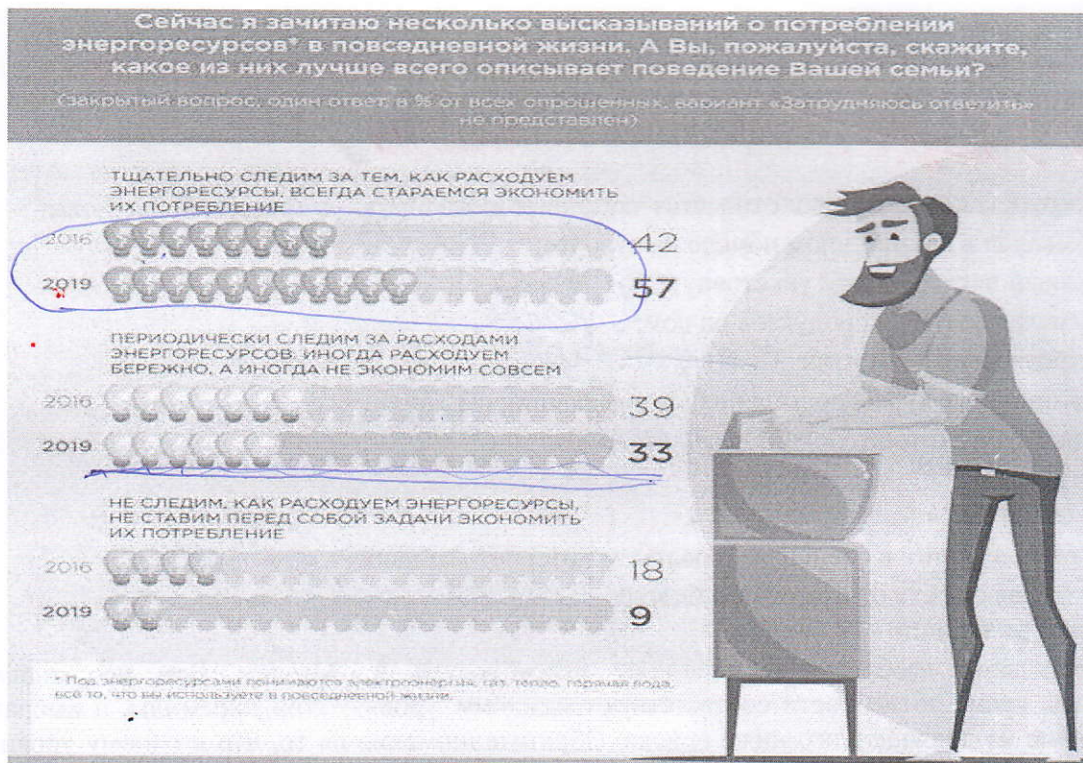 Сейчас я зачитаю несколько высказываний о потреблении
энергоресурсов* в повседневной жизни. А Вы, пожалуйста, скажите,
какое из них лучше всего описывает поведение Вашей семьи?
(Закрытый вопрос, один ответ, в % от всех опрошенных, вариант «Затрудняюсь ответить»
не представлен)
ТЩАТЕЛЬНО СЛЕДИМ ЗА ТЕМ, КАК РАСХОДУЕМ
ЭНЕРГОРЕСУРСЫ, ВСЕГДА СТАРАЕМСЯ ЭКОНОМИТЬ
ИХ ПОТРЕБЛЕНИЕ
2016 42
2019 57
ПЕРИОДИЧЕСКИ СЛЕДИМ ЗА РАСХОДАМИ
ЭНЕРГОРЕСУРСОВ, ИНОГДА РАСХОДУЕМ
БЕРЕЖНО, А ИНОГДА НЕ ЭКОНОМИМ СОВСЕМ
2016 39
2019 33
НЕ СЛЕДИМ, КАК РАСХОДУЕМ ЭНЕРГОРЕСУРСЫ,
НЕ СТАВИМ ПЕРЕД СОБОЙ ЗАДАЧИ ЭКОНОМИТЬ
ИХ ПОТРЕБЛЕНИЕ
2016 18
2019 9
* Под энергоресурсами понимаются электроэнергия, газ, тепло, горячая вода,
всё то, что вы используете в повседневной жизни.